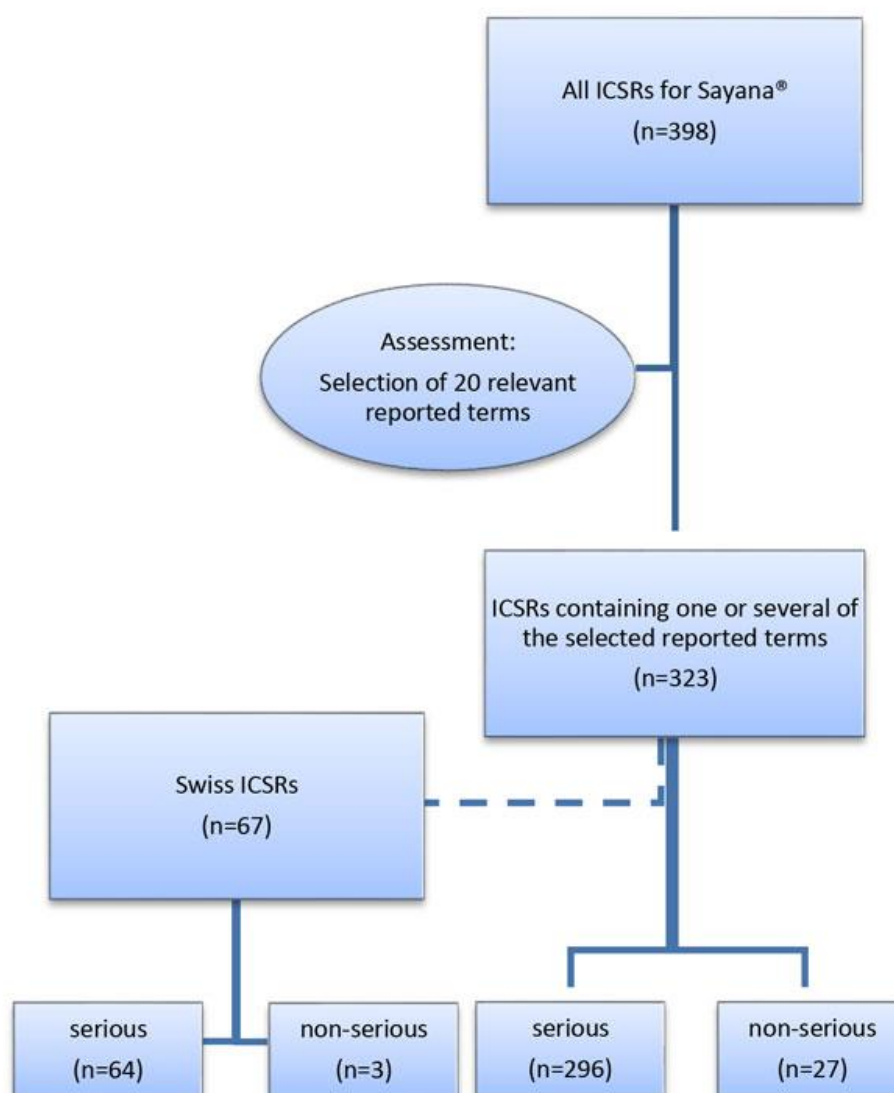 All ICSRs for Sayana®
(n=398)
Assessment:
Selection of 20 relevant
reported terms
ICSRs containing one or several of
the selected reported terms
(n=323)
Swiss ICSRs
(n=67)
serious
(n=64)
non-serious
(n=3)
serious
(n=296)
non-serious
(n=27)